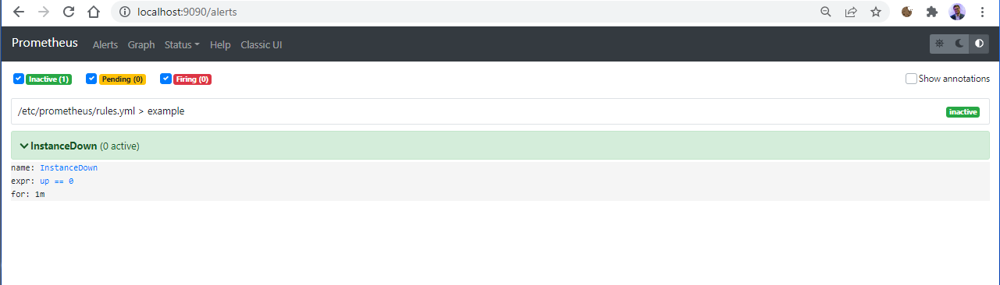 localhost:9090/alerts
Prometheus Alerts Graph Status Help Classic UI
Inactive (1) Pending (0) Firing (0) Show annotations
/etc/prometheus/rules.yml > example inactive
InstanceDown (0 active)
name: InstanceDown
expr: up == 0
for: 1m